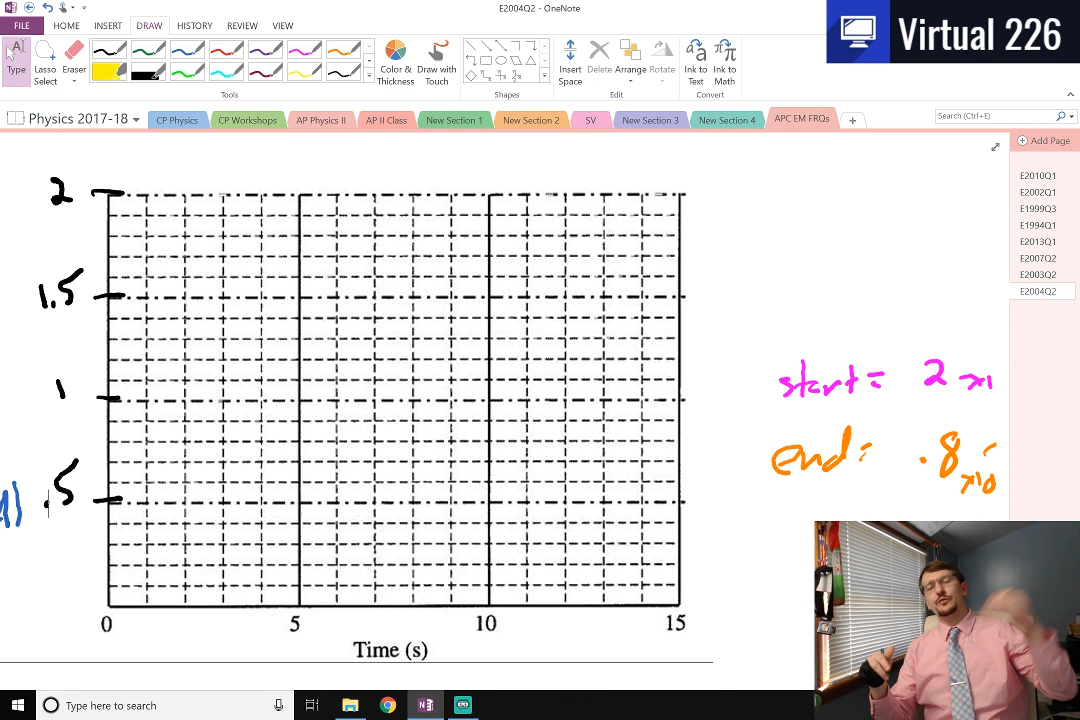 E2004Q2 - OneNote
FILE HOME INSERT DRAW HISTORY REVIEW VIEW
Virtual 226
Type
Lasso Select
Eraser
Color & Thickness
Draw with Touch
Insert Space
Delete
Arrange
Rotate
Ink to Text
Ink to Math
Tools
Shapes
Edit
Convert
Physics 2017-18
CP Physics
CP Workshops
AP Physics II
AP II Class
New Section 1
New Section 2
SV
New Section 3
New Section 4
APC EM FRQs
Search (Ctrl+E)
Add Page
E2010Q1
E2002Q1
E1999Q3
E1994Q1
E2013Q1
E2007Q2
E2003Q2
E2004Q2
2
1.5
1
.5
start = 2
end = .8
0 5 10 15
Time (s)
Type here to search